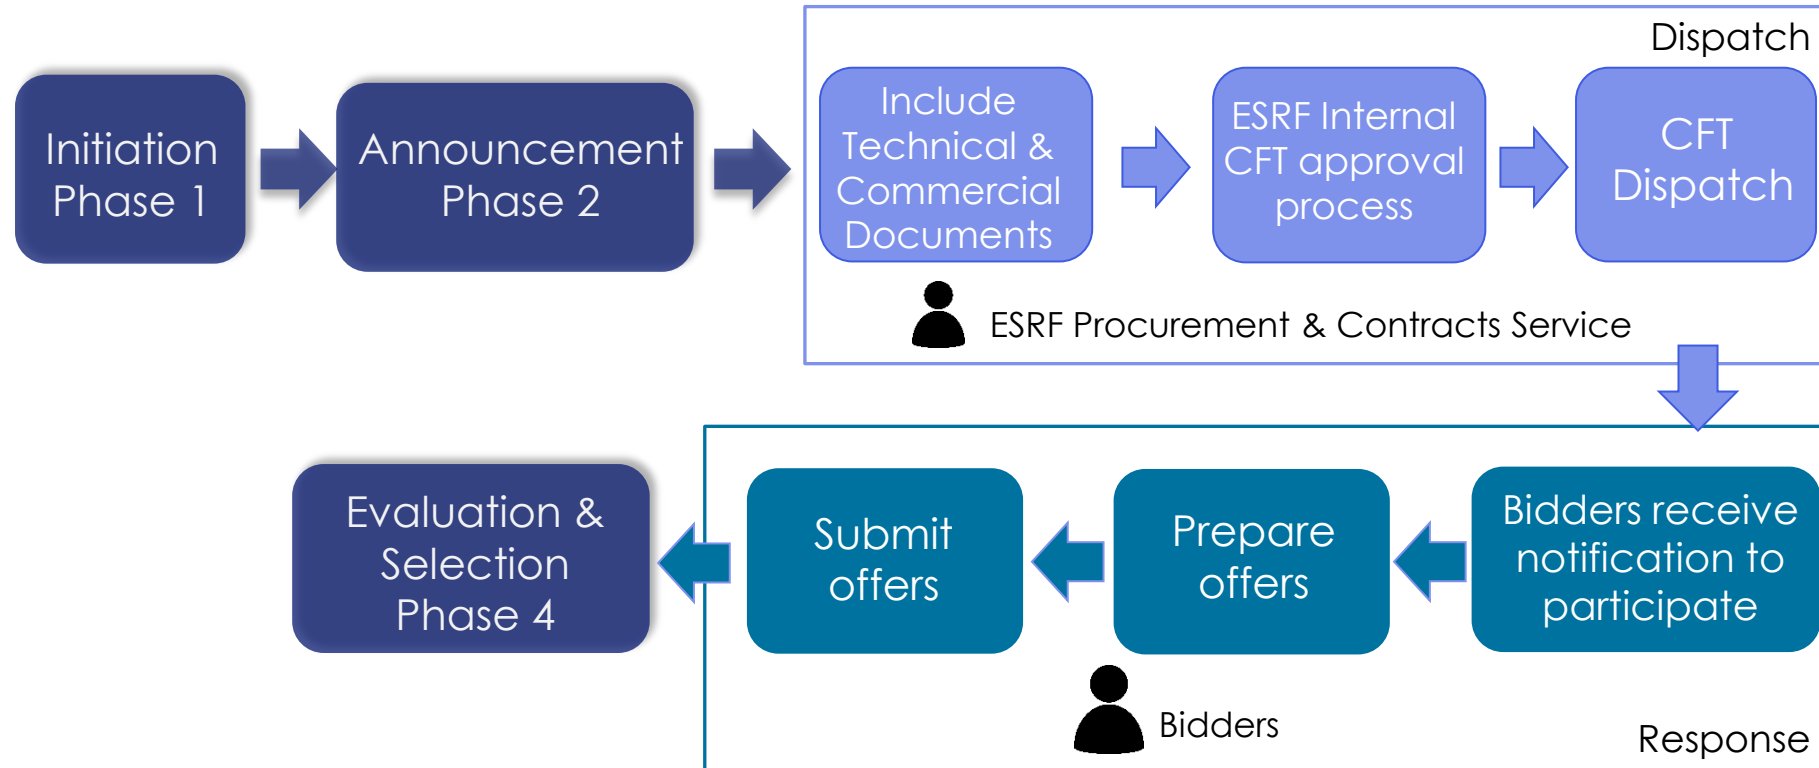 Dispatch
Initiation
Phase 1
Announcement
Phase 2
Include
Technical &
Commercial
Documents
ESRF Internal
CFT approval
process
CFT
Dispatch
ESRF Procurement & Contracts Service
Evaluation &
Selection
Phase 4
Submit
offers
Prepare
offers
Bidders receive
notification to
participate
Bidders
Response